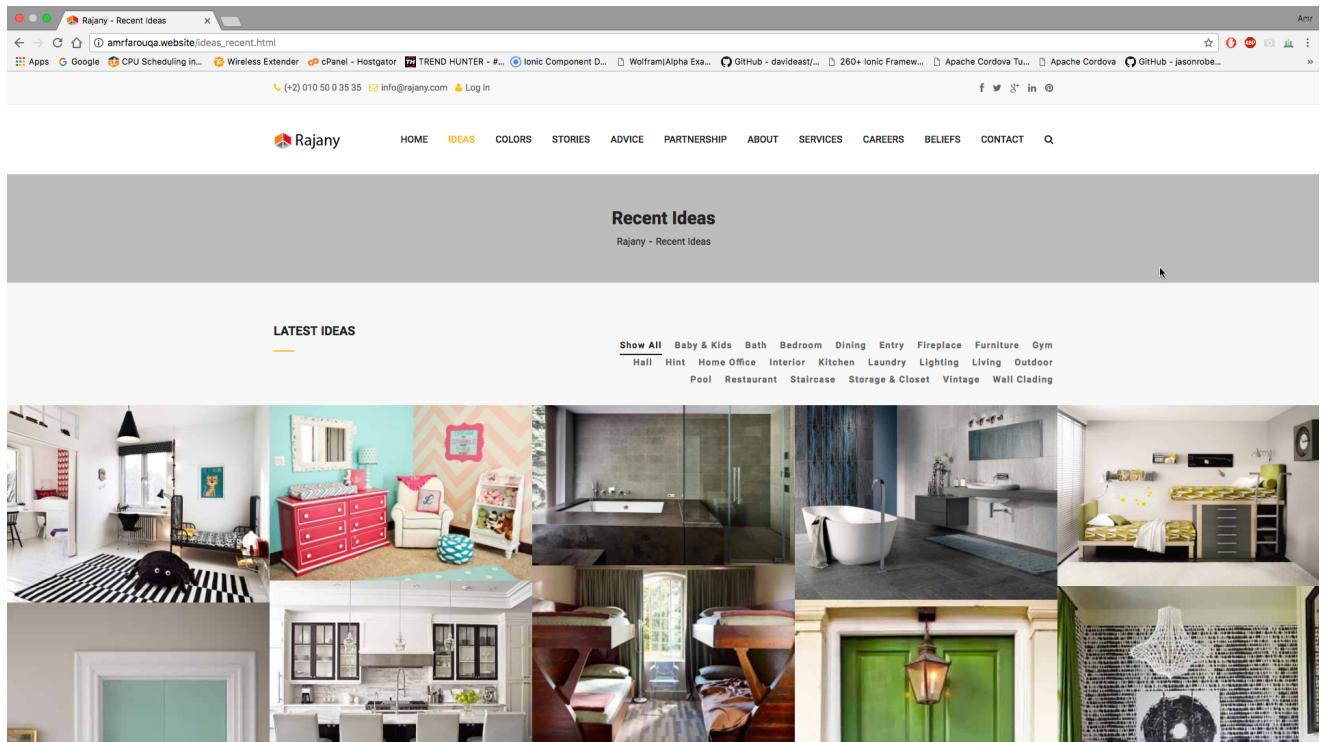 Rajany - Recent Ideas
Amr
amrfarouqa.website/ideas_recent.html
Apps Google CPU Scheduling in... Wireless Extender cPanel - Hostgator TREND HUNTER - #... Ionic Component D... Wolfram|Alpha Exa... GitHub - davideast/... 260+ Ionic Framew... Apache Cordova Tu... Apache Cordova GitHub - jasonrobe... »
(+2) 010 50 0 35 35 info@rajany.com Log In
Rajany HOME IDEAS COLORS STORIES ADVICE PARTNERSHIP ABOUT SERVICES CAREERS BELIEFS CONTACT
Recent Ideas
Rajany - Recent Ideas
LATEST IDEAS
Show All Baby & Kids Bath Bedroom Dining Entry Fireplace Furniture Gym
Hall Hint Home Office Interior Kitchen Laundry Lighting Living Outdoor
Pool Restaurant Staircase Storage & Closet Vintage Wall Clading